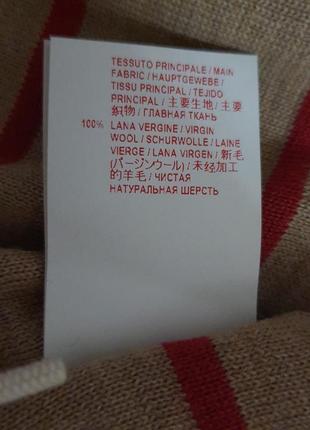 TESSUTO PRINCIPALE / MAIN
FABRIC / HAUPTGEWEBE /
TISSU PRINCIPAL / TEJIDO
PRINCIPAL / 主要生地 / 主要
织物 / ГЛАВНАЯ ТКАНЬ
100% LANA VERGINE / VIRGIN
WOOL / SCHURWOLLE / LAINE
VIERGE / LANA VIRGEN / 新毛
(バージンウール) / 未经加工
的羊毛 / ЧИСТАЯ
НАТУРАЛЬНАЯ ШЕРСТЬ